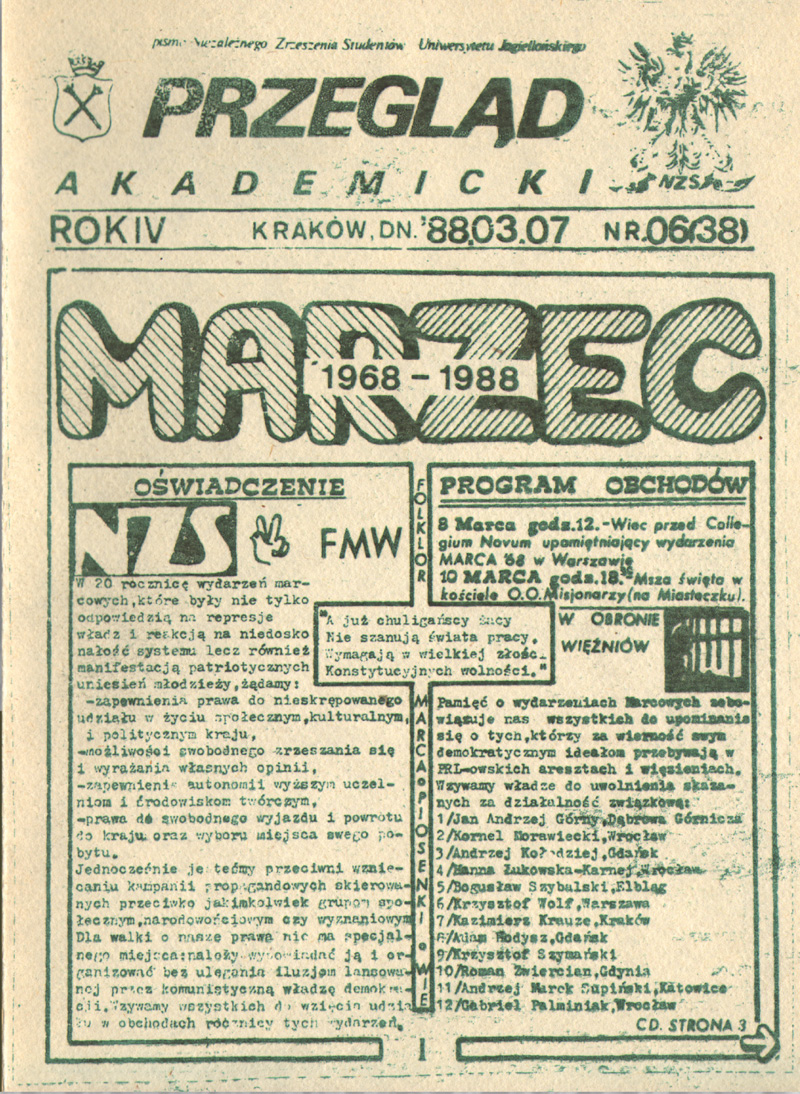 pismo Niezależnego Zrzeszenia Studentów Uniwersytetu Jagiellońskiego
PRZEGLĄD
AKADEMICKI
NZS
ROK IV KRAKÓW, DN. '88.03.07 NR.06(38)
MARZEC
1968 – 1988
OŚWIADCZENIE
NZS FMW
W 20 rocznicę wydarzeń mar-
cowych,które były nie tylko
odpowiedzią na represje
władz i reakcją na niedosko
nałość systemu lecz również
manifestacją patriotycznych
uniesień młodzieży,żądamy:
-zapewnienia prawa do nieskrępowanego
udziału w życiu społecznym,kulturalnym,
i politycznym kraju,
-możliwości swobodnego zrzeszania się
i wyrażania własnych opinii,
-zapewnienia autonomii wyższym uczel-
niom i środowiskom twórczym,
-prawa do swobodnego wyjazdu i powrotu
do kraju oraz wyboru miejsca swego po-
bytu.
Jednocześnie jesteśmy przeciwni wznie-
caniu kampanii propagandowych skierowa-
nych przeciwko jakimkolwiek grupom spo-
łecznym,narodowościowym czy wyznaniowym
Dla walki o nasze prawa nie ma specjal-
nego miejsca:należy wypowiadać ją i or-
ganizować bez ulegania iluzjom lansowa-
nej przez komunistyczną władzę demokra-
cji.Wzywamy wszystkich do wzięcia udzia
łu w obchodach rocznicy tych wydarzeń.
FOLKLOR
"A już chuligańscy żacy
Nie szanują świata pracy.
Wymagają w wielkiej złości
Konstytucyjnych wolności."
MARCA•PIOSENKI•WIE
PROGRAM OBCHODÓW
8 Marca godz.12.-Wiec przed Colle-
gium Novum upamiętniający wydarzenia
MARCA '68 w Warszawie
10 MARCA godz.18.-Msza święta w
kościele O.O.Misjonarzy(na Miasteczku).
W OBRONIE
WIĘŹNIÓW
Pamięć o wydarzeniach Marcowych zobo-
wiązuje nas wszystkich do upominania
się o tych,którzy za wierność swym
demokratycznym ideałom przebywają w
PRL-owskich aresztach i więzieniach.
Wzywamy władze do uwolnienia skaza-
nych za działalność związkową:
1/Jan Andrzej Górny,Dąbrowa Górnicza
2/Kornel Morawiecki,Wrocław
3/Andrzej Kołodziej,Gdańsk
4/Hanna Łukowska-Karnej,Wrocław
5/Bogusław Szybalski,Elbląg
6/Krzysztof Wolf,Warszawa
7/Kazimierz Krauze,Kraków
8/Adam Hodysz,Gdańsk
9/Krzysztof Szymański
10/Roman Zwiercian,Gdynia
11/Andrzej Marek Supiński,Katowice
12/Gabriel Palminiak,Wrocław
CD. STRONA 3
1